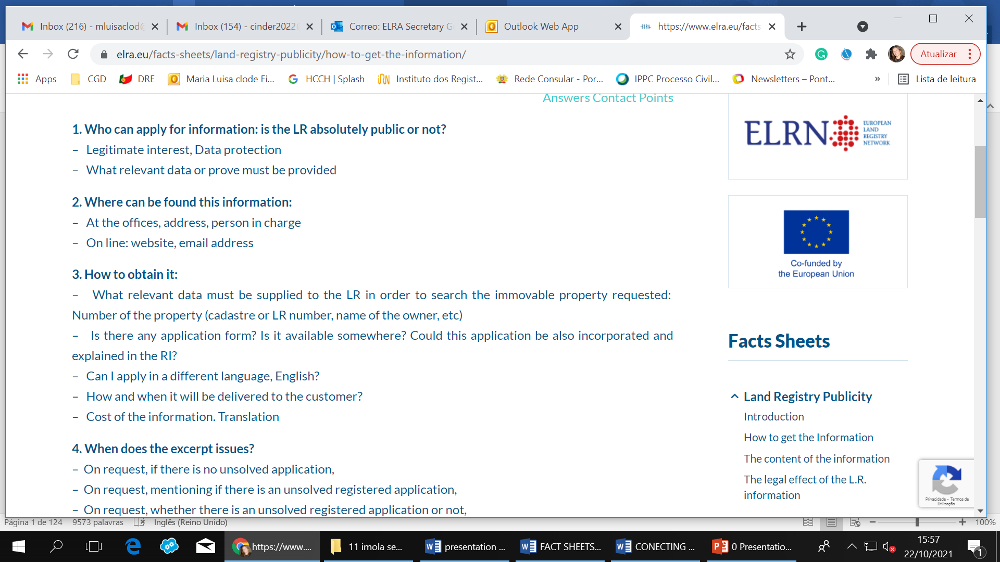 Inbox (216) - mluisaclod@
Inbox (154) - cinder2022
Correo: ELRA Secretary G
Outlook Web App
ELRA
https://www.elra.eu/facts
elra.eu/facts-sheets/land-registry-publicity/how-to-get-the-information/
Atualizar
Apps
CGD
DRE
Maria Luisa clode Fi...
HCCH | Splash
Instituto dos Regist...
Rede Consular - Por...
IPPC Processo Civil...
Newsletters – Pont...
»
Lista de leitura
Answers Contact Points
1. Who can apply for information: is the LR absolutely public or not?
– Legitimate interest, Data protection
– What relevant data or prove must be provided
2. Where can be found this information:
– At the offices, address, person in charge
– On line: website, email address
3. How to obtain it:
– What relevant data must be supplied to the LR in order to search the immovable property requested:
Number of the property (cadastre or LR number, name of the owner, etc)
– Is there any application form? Is it available somewhere? Could this application be also incorporated and
explained in the RI?
– Can I apply in a different language, English?
– How and when it will be delivered to the customer?
– Cost of the information. Translation
4. When does the excerpt issues?
– On request, if there is no unsolved application,
– On request, mentioning if there is an unsolved registered application,
– On request, whether there is an unsolved registered application or not,
ELRN
EUROPEAN
LAND
REGISTRY
NETWORK
Co-funded by
the European Union
Facts Sheets
Land Registry Publicity
Introduction
How to get the Information
The content of the information
The legal effect of the L.R.
information
Privacidade - Termos de
Utilização
Página 1 de 124
9573 palavras
Inglês (Reino Unido)
100%
https://www....
11 imola se...
presentation ...
FACT SHEETS...
CONECTING ...
0 Presentatio...
15:57
22/10/2021
1